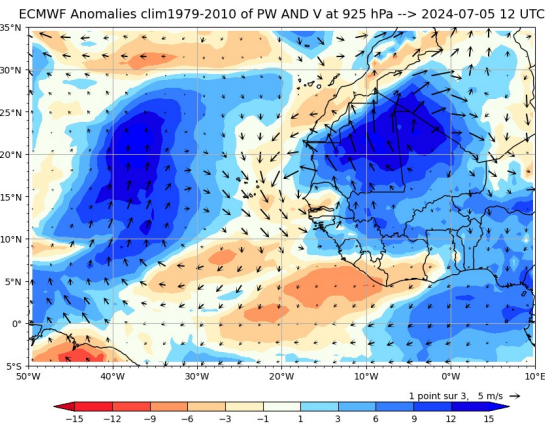 ECMWF Anomalies clim1979-2010 of PW AND V at 925 hPa --> 2024-07-05 12 UTC
35°N
30°N
25°N
20°N
15°N
10°N
5°N
0°
5°S
50°W 40°W 30°W 20°W 10°W 0°W 10°E
1 point sur 3, 5 m/s
−15 −12 −9 −6 −3 −1 1 3 6 9 12 15